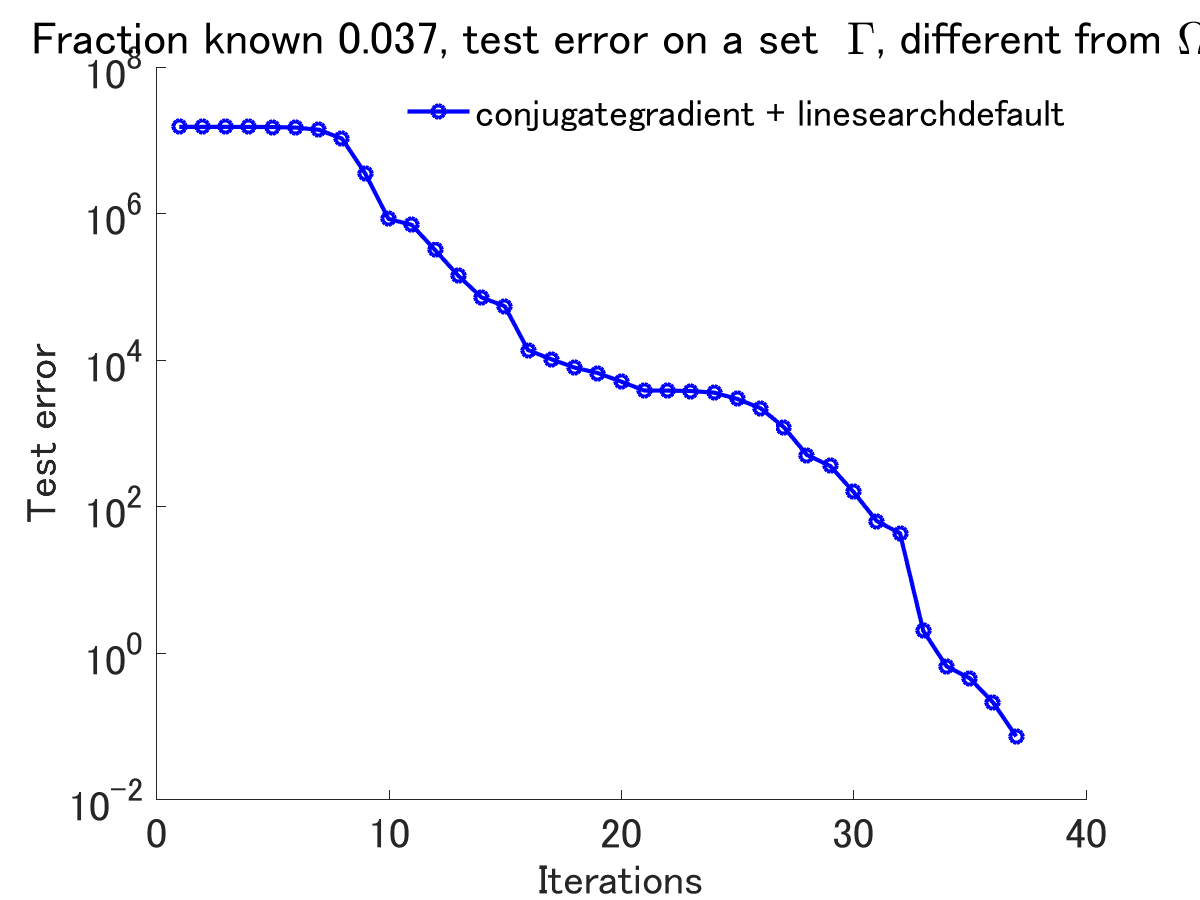 Fraction known 0.037, test error on a set Γ, different from Ω
10^8
conjugategradient + linesearchdefault
10^6
10^4
10^2
10^0
10^-2
Test error
0 10 20 30 40
Iterations